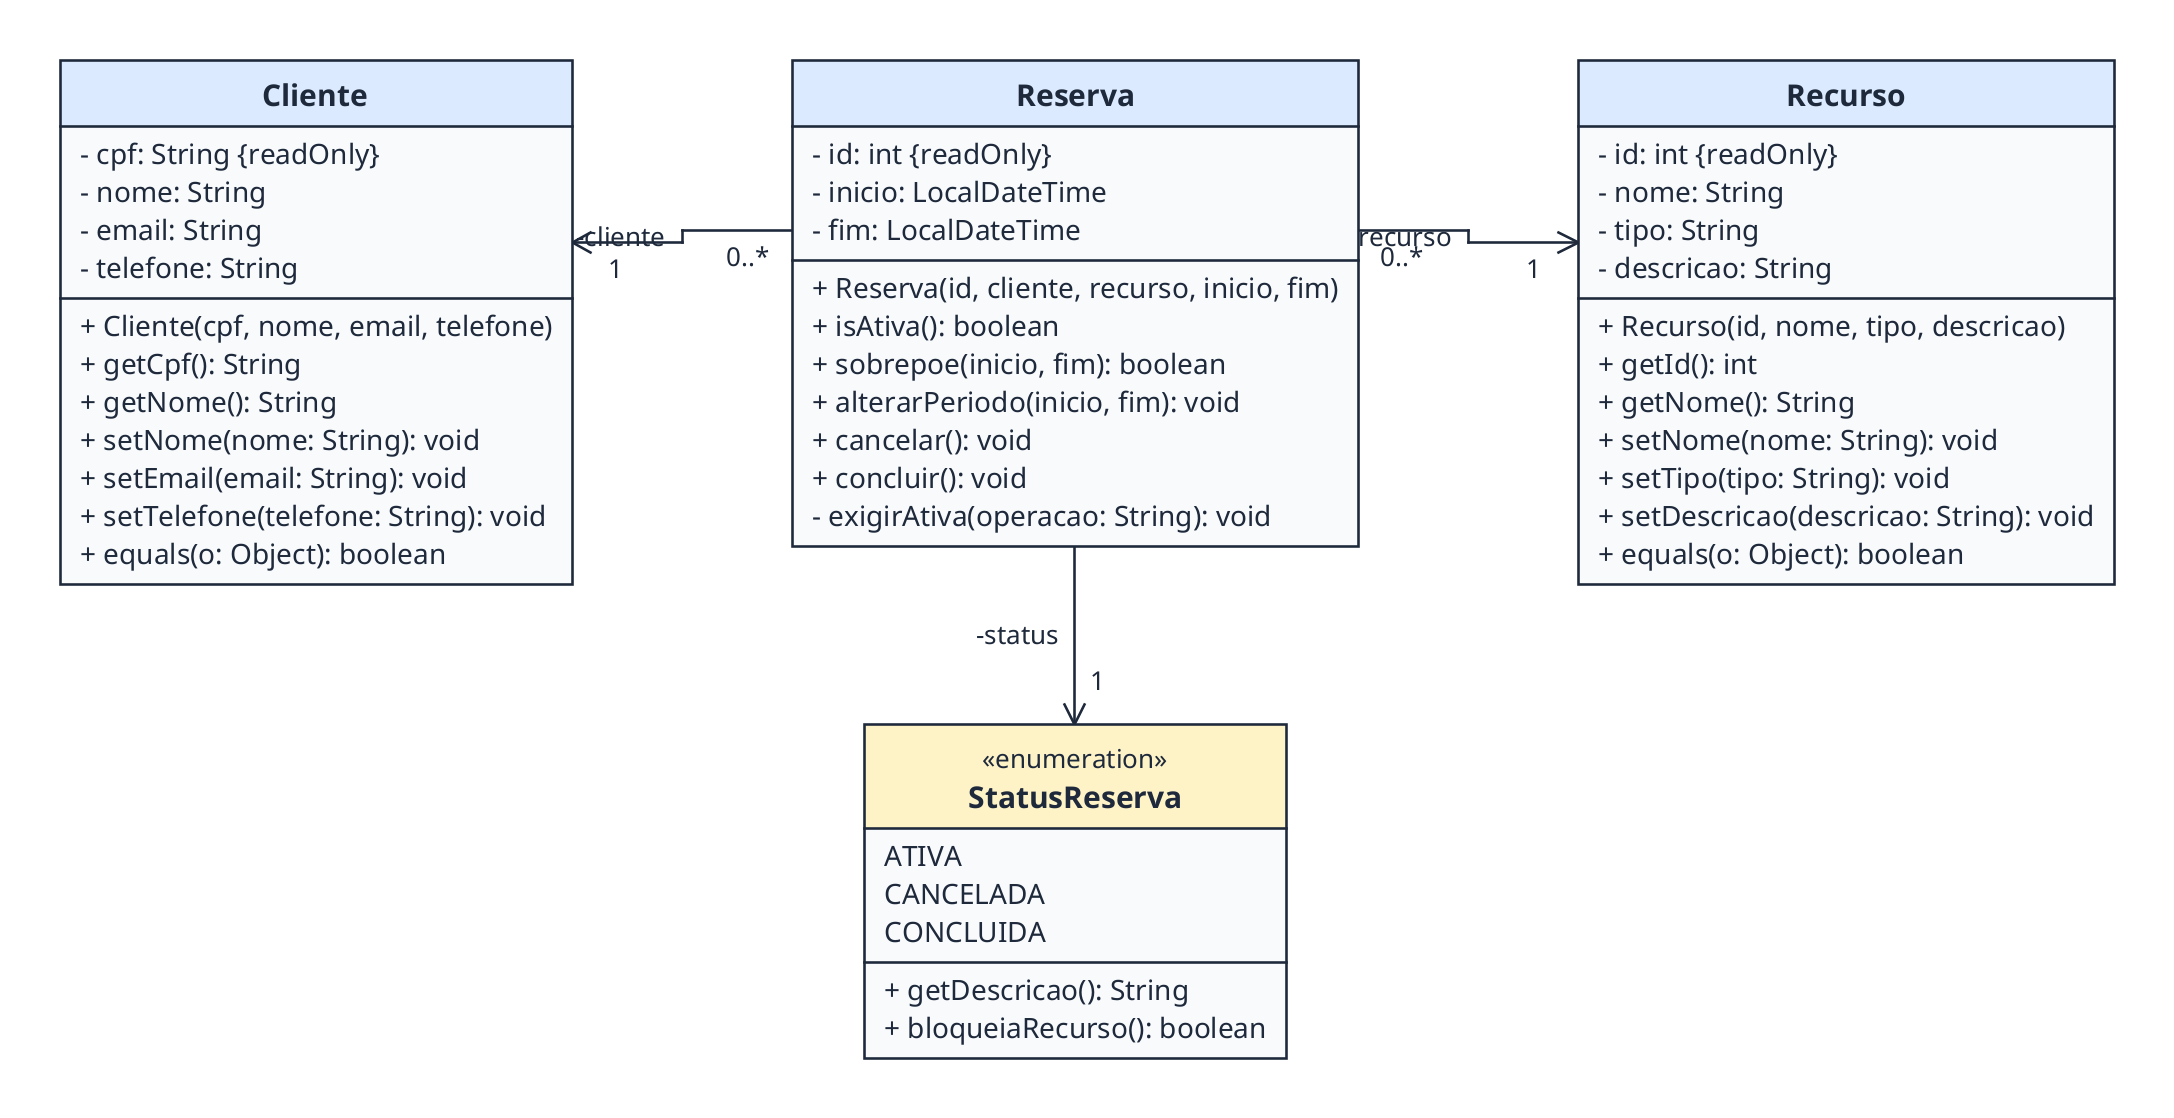 Cliente
- cpf: String {readOnly}
- nome: String
- email: String
- telefone: String
+ Cliente(cpf, nome, email, telefone)
+ getCpf(): String
+ getNome(): String
+ setNome(nome: String): void
+ setEmail(email: String): void
+ setTelefone(telefone: String): void
+ equals(o: Object): boolean
-cliente
1
0..*
Reserva
- id: int {readOnly}
- inicio: LocalDateTime
- fim: LocalDateTime
+ Reserva(id, cliente, recurso, inicio, fim)
+ isAtiva(): boolean
+ sobrepoe(inicio, fim): boolean
+ alterarPeriodo(inicio, fim): void
+ cancelar(): void
+ concluir(): void
- exigirAtiva(operacao: String): void
recurso
0..*
1
Recurso
- id: int {readOnly}
- nome: String
- tipo: String
- descricao: String
+ Recurso(id, nome, tipo, descricao)
+ getId(): int
+ getNome(): String
+ setNome(nome: String): void
+ setTipo(tipo: String): void
+ setDescricao(descricao: String): void
+ equals(o: Object): boolean
-status
1
«enumeration»
StatusReserva
ATIVA
CANCELADA
CONCLUIDA
+ getDescricao(): String
+ bloqueiaRecurso(): boolean